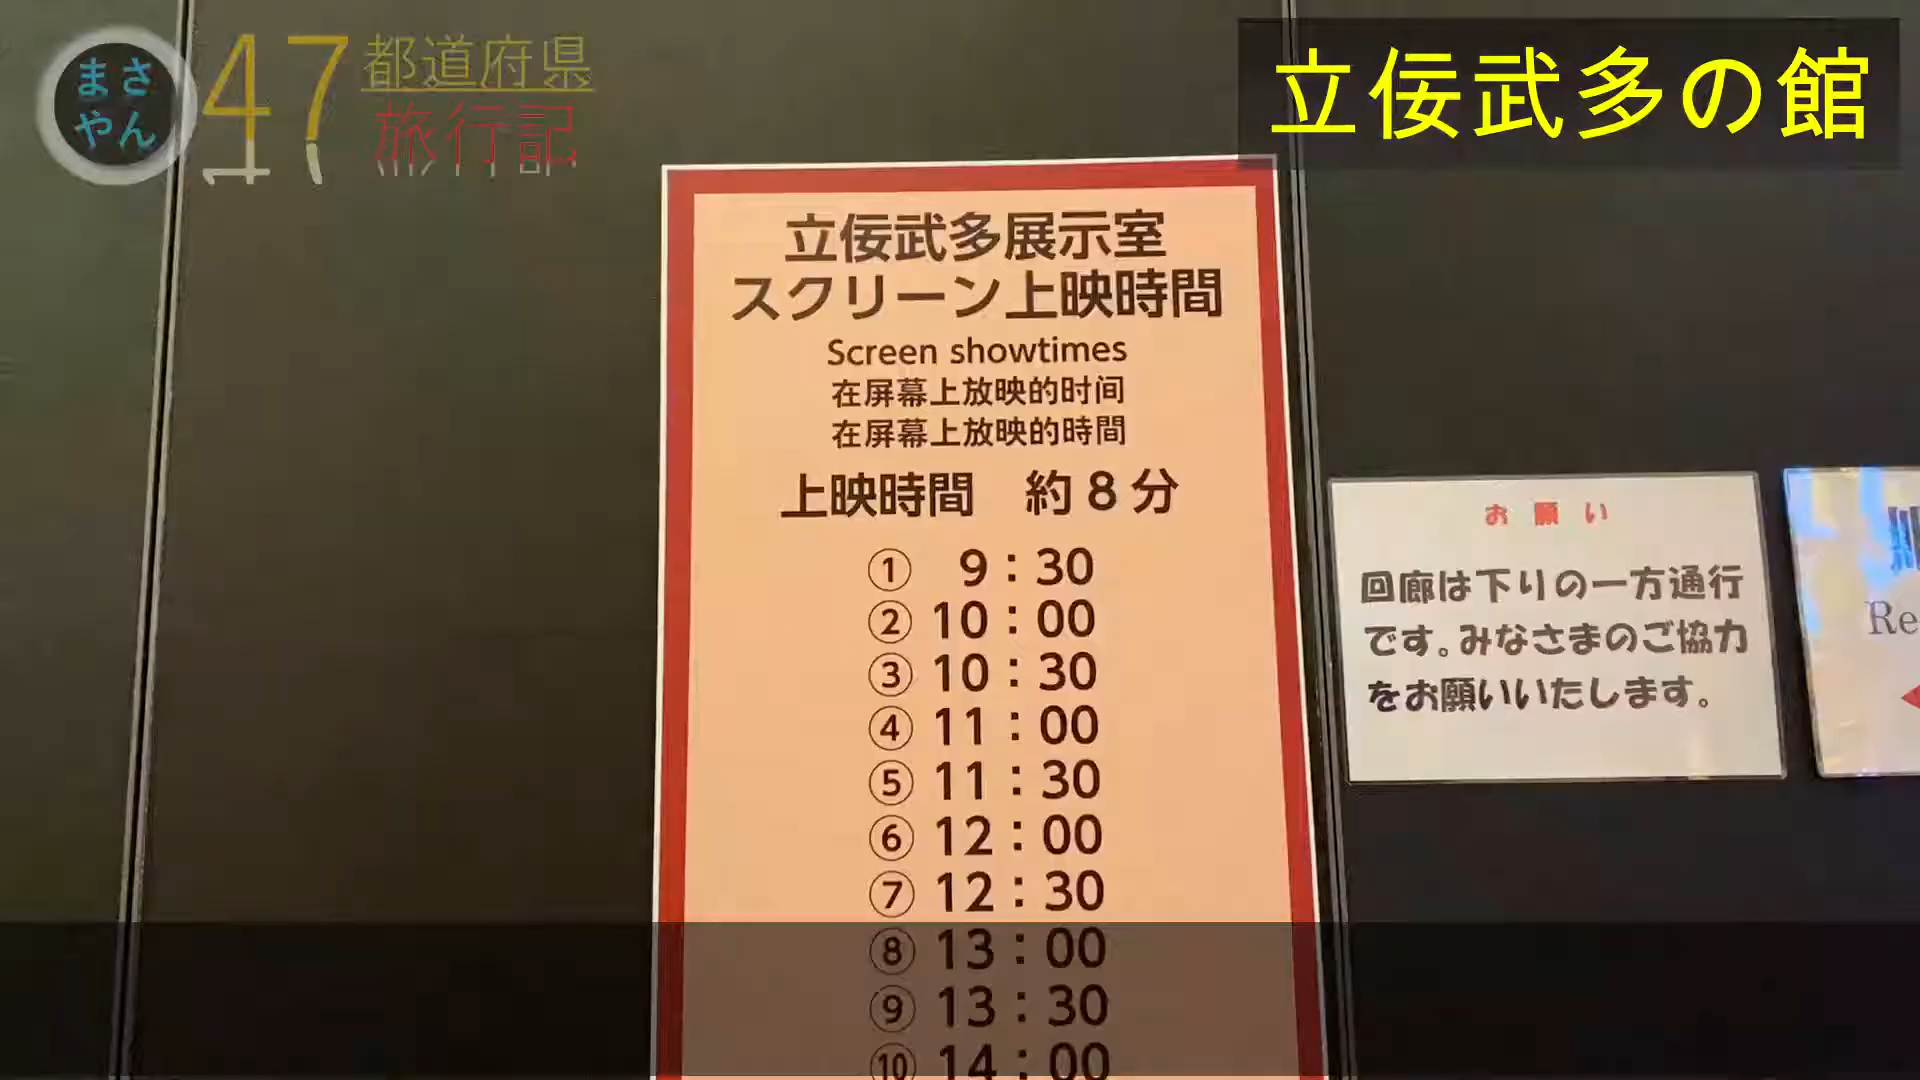 まさ
やん
47
都道府県
旅行記
立佞武多の館
立佞武多展示室
スクリーン上映時間
Screen showtimes
在屏幕上放映的时间
在屏幕上放映的時間
上映時間 約8分
① 9:30
② 10:00
③ 10:30
④ 11:00
⑤ 11:30
⑥ 12:00
⑦ 12:30
⑧ 13:00
⑨ 13:30
⑩ 14:00
お願い
回廊は下りの一方通行
です。みなさまのご協力
をお願いいたします。
Re